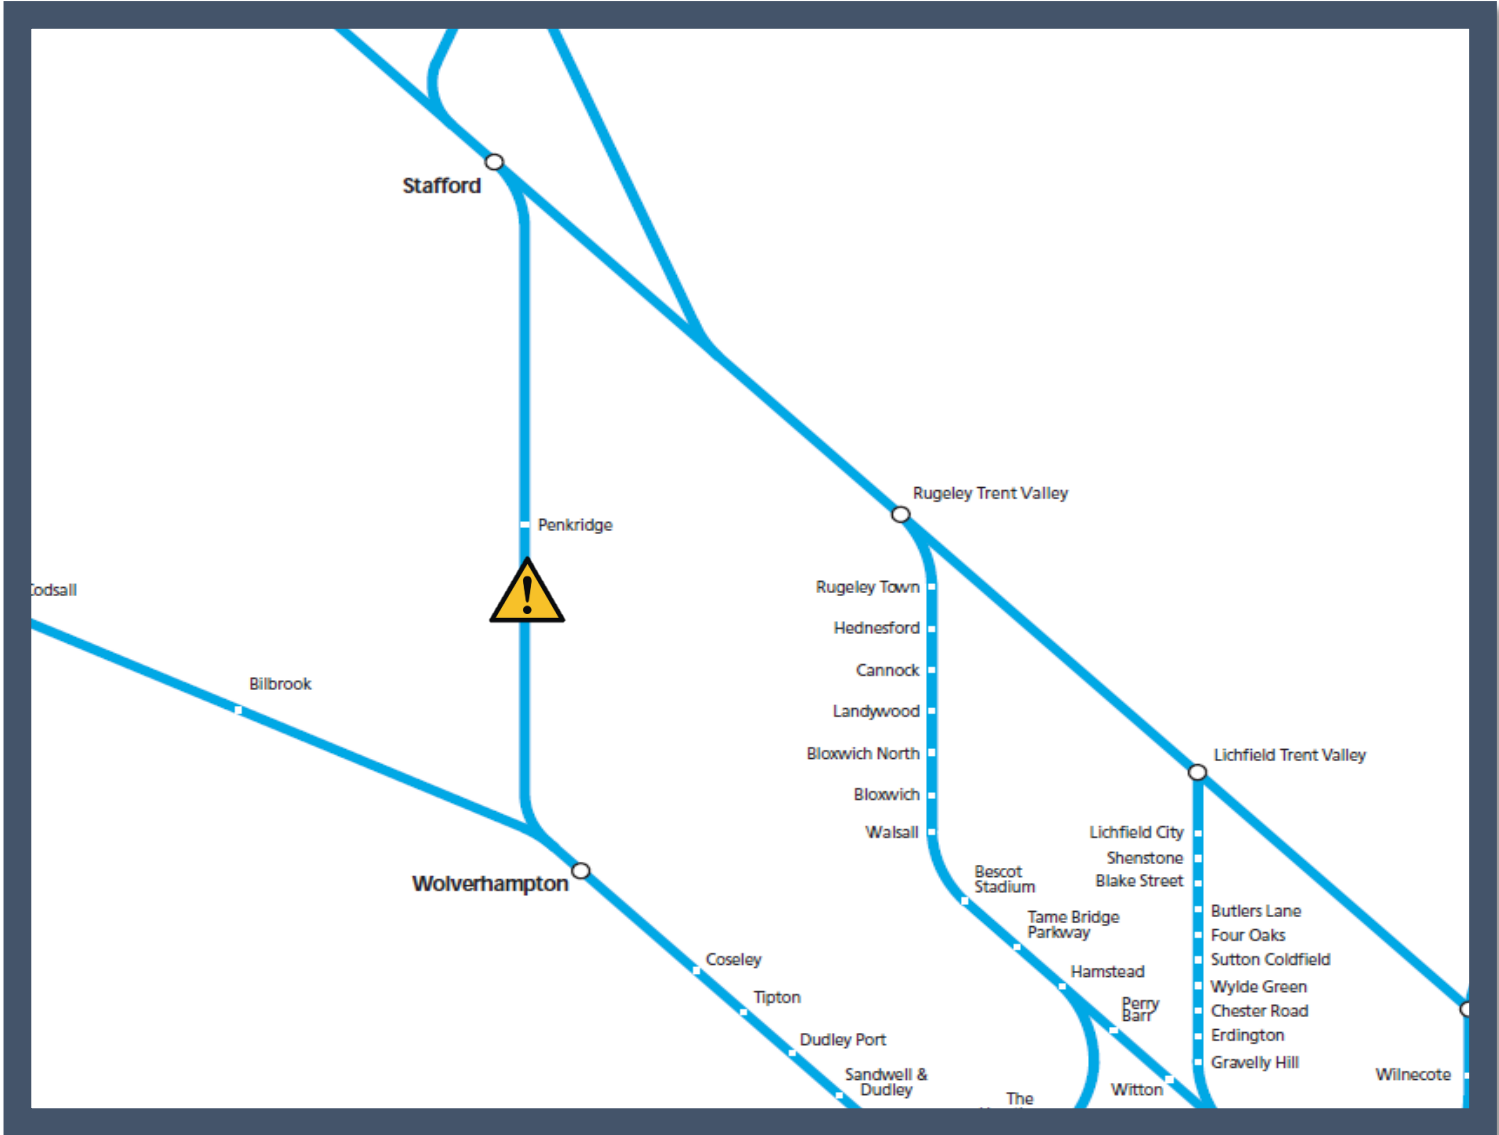 Stafford
Rugeley Trent Valley
Penkridge
!
Rugeley Town
Codsall
Hednesford
Cannock
Bilbrook
Landywood
Bloxwich North
Lichfield Trent Valley
Bloxwich
Walsall
Lichfield City
Shenstone
Bescot
Stadium
Blake Street
Wolverhampton
Tame Bridge
Parkway
Butlers Lane
Four Oaks
Coseley
Sutton Coldfield
Hamstead
Wylde Green
Tipton
Perry
Barr
Chester Road
Dudley Port
Erdington
Gravelly Hill
Sandwell &
Dudley
Wilnecote
Witton
The